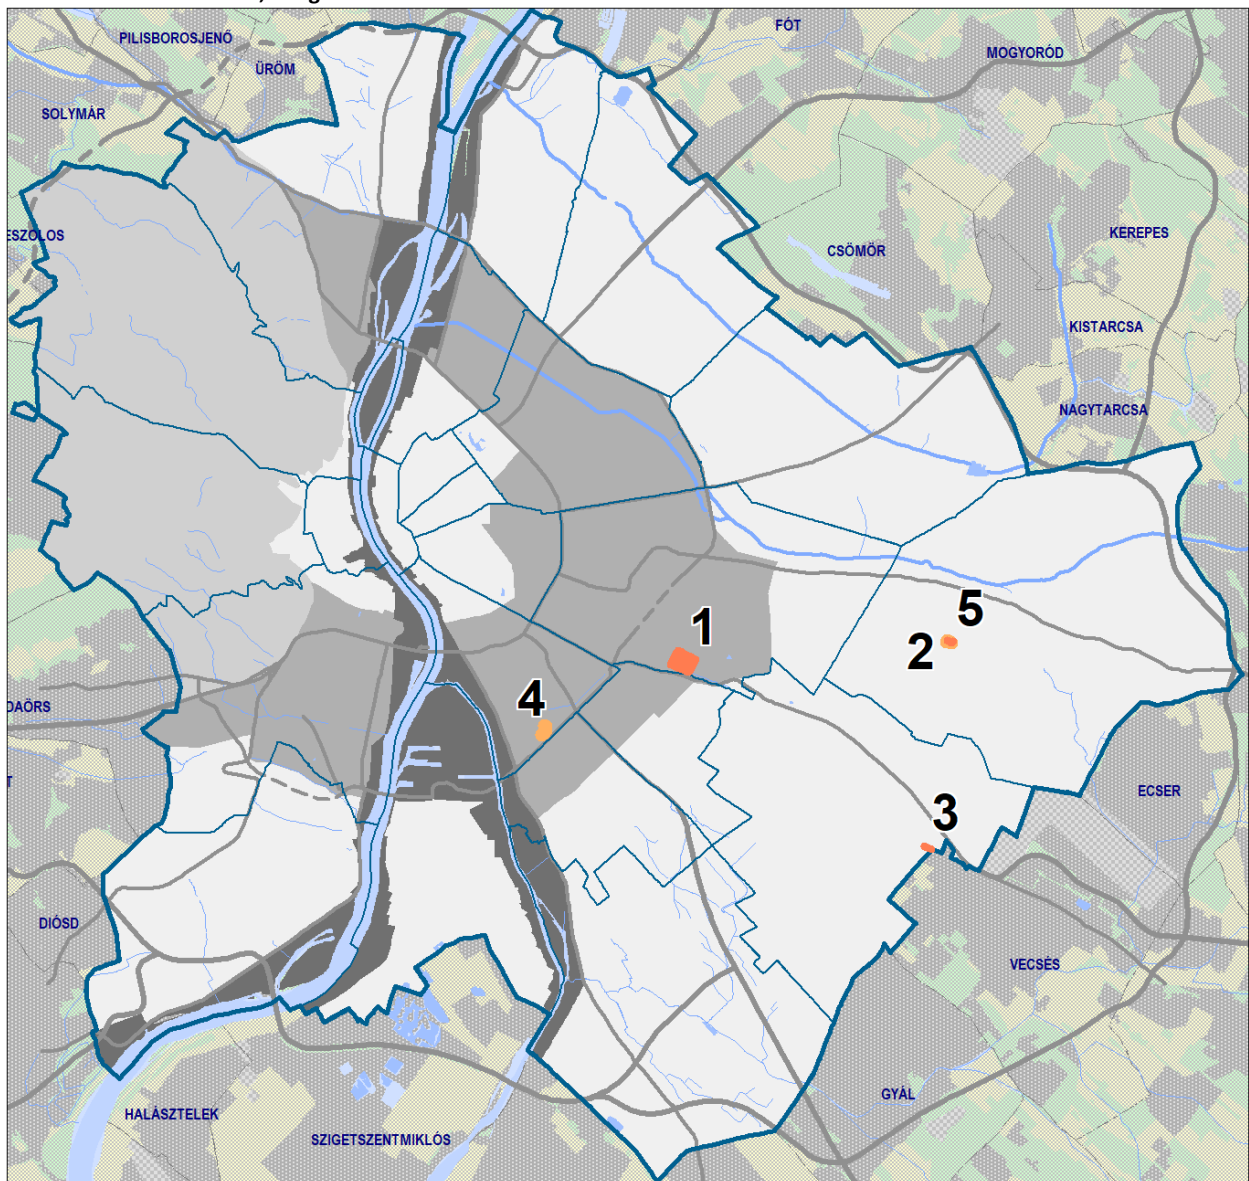 FÓT
PILISBOROSJENŐ
MOGYORÓD
ÜRÖM
SOLYMÁR
KEREPES
ESZŐLŐS
CSÖMÖR
KISTARCSA
NAGYTARCSA
5
1
2
4
DAÖRS
T
ECSER
3
DIÓSD
VECSÉS
GYÁL
HALÁSZTELEK
SZIGETSZENTMIKLÓS